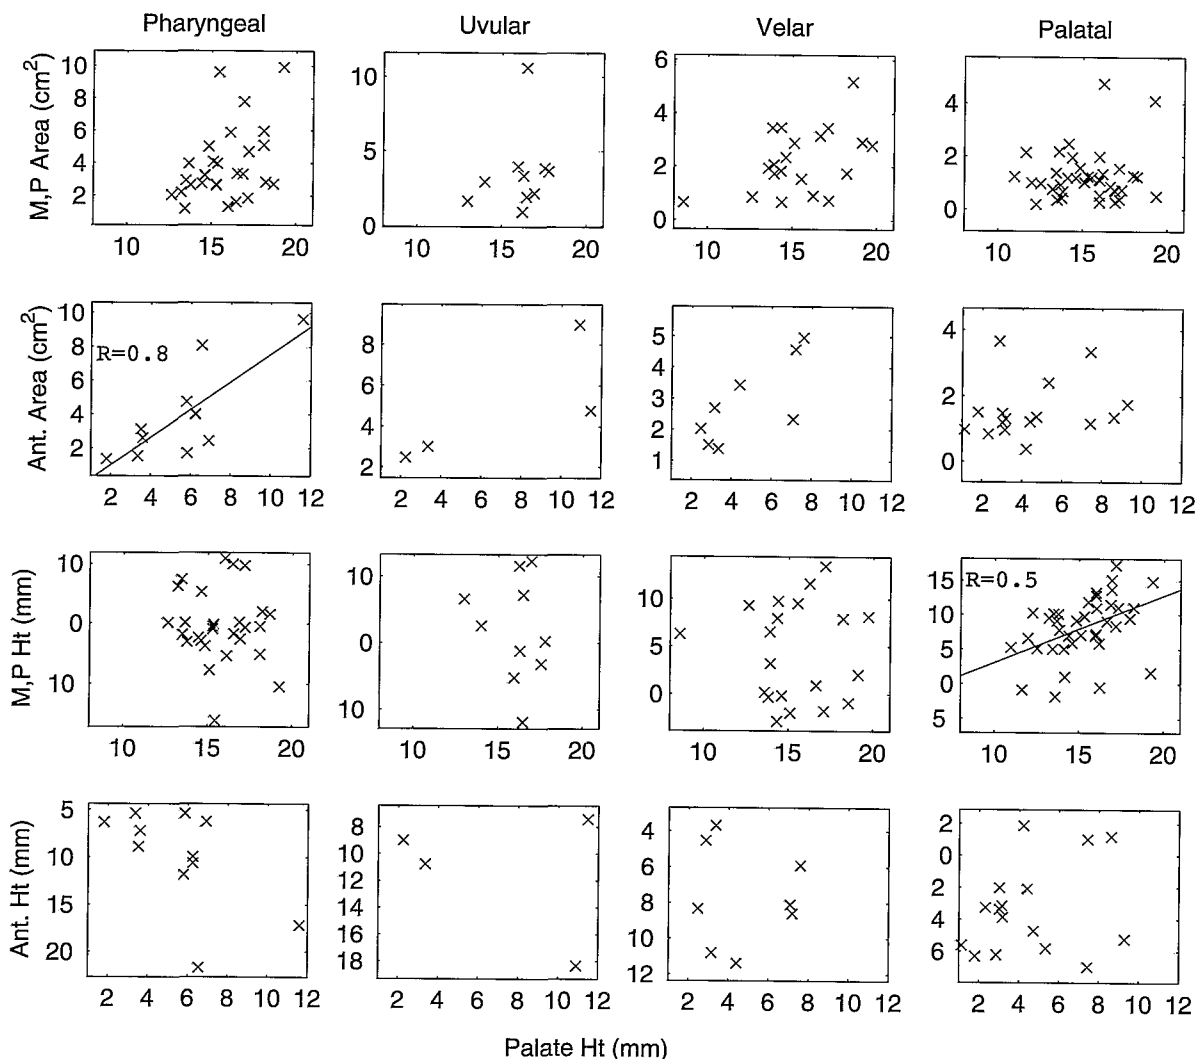 Pharyngeal Uvular Velar Palatal
M,P Area (cm²)
10 8 6 4 2
10 15 20
10 5 0
10 15 20
6 4 2 0
10 15 20
4 2 0
10 15 20
Ant. Area (cm²)
10 8 6 4 2
R=0.8
2 4 6 8 10 12
8 6 4 2
2 4 6 8 10 12
5 4 3 2 1
2 4 6 8 10 12
4 2 0
2 4 6 8 10 12
M,P Ht (mm)
10 0 10
10 15 20
10 0 10
10 15 20
10 5 0
10 15 20
15 10 5 0 5
R=0.5
10 15 20
Ant. Ht (mm)
5 10 15 20
2 4 6 8 10 12
8 10 12 14 16 18
2 4 6 8 10 12
4 6 8 10 12
2 4 6 8 10 12
2 0 2 4 6
2 4 6 8 10 12
Palate Ht (mm)